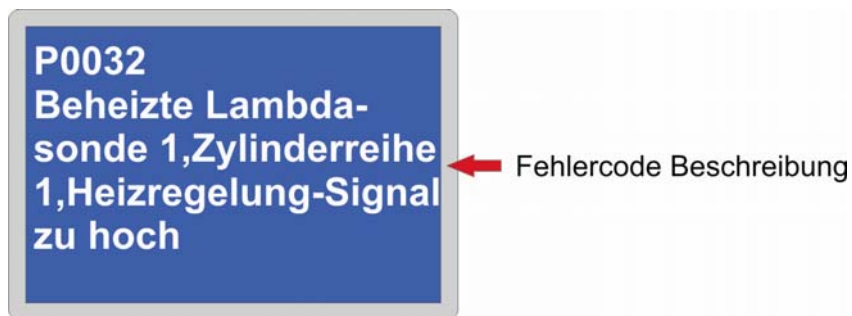 P0032
Beheizte Lambda-
sonde 1,Zylinderreihe
1,Heizregelung-Signal
zu hoch
Fehlercode Beschreibung